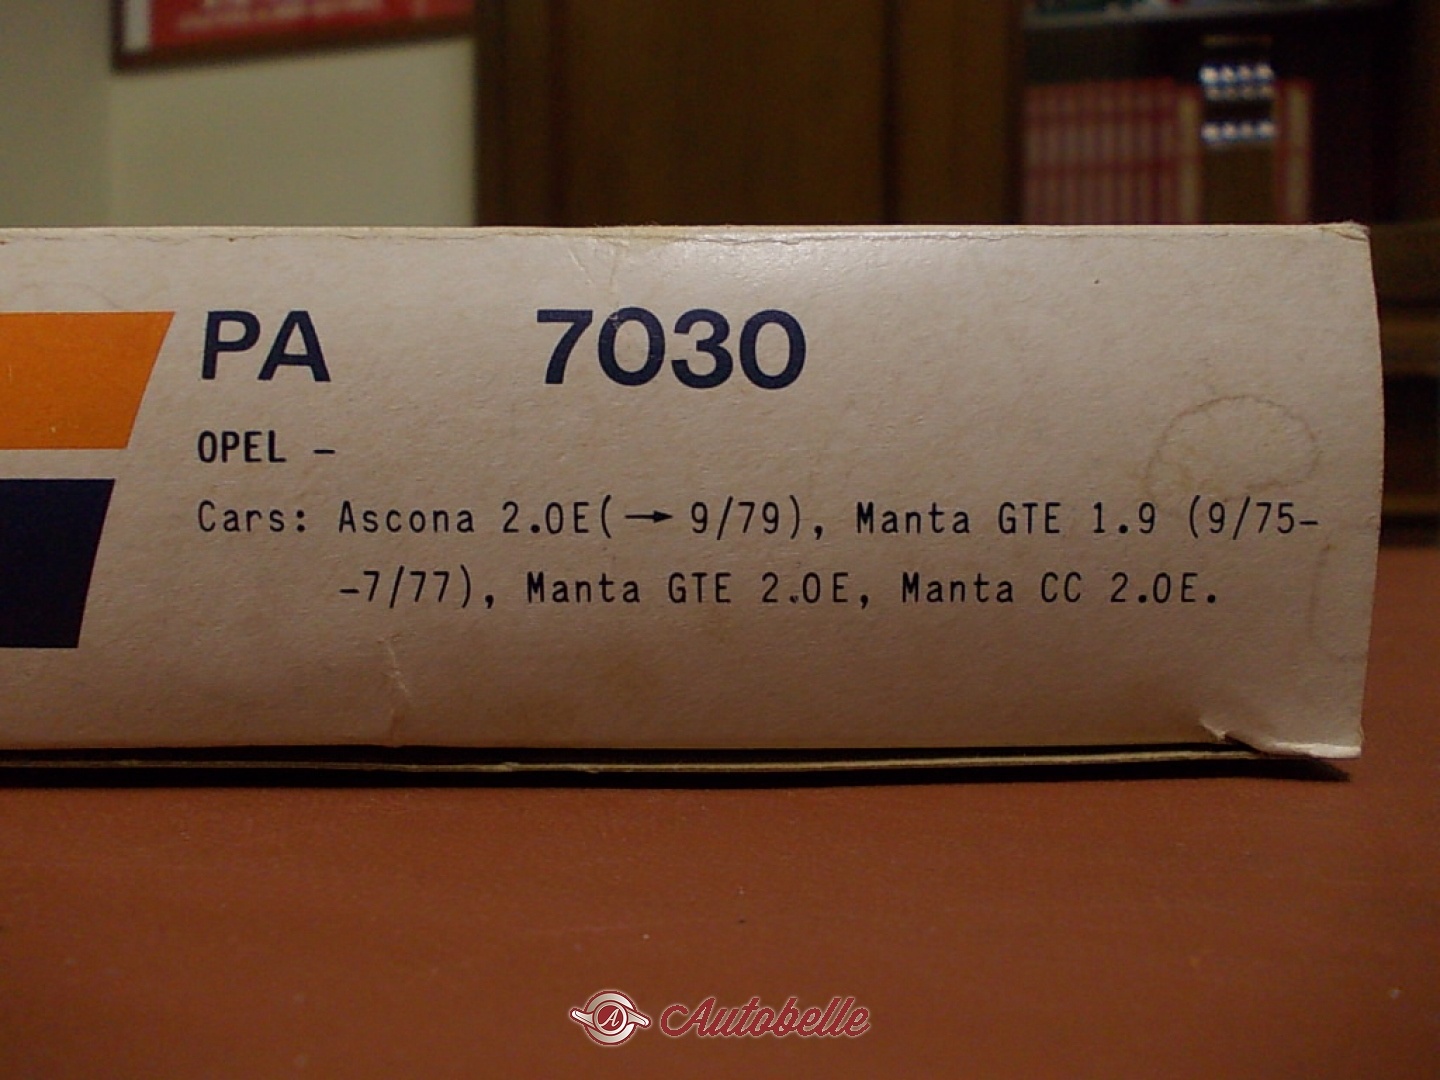 PA 7030
OPEL -
Cars: Ascona 2.0E(→ 9/79), Manta GTE 1.9 (9/75-
-7/77), Manta GTE 2.0E, Manta CC 2.0E.
A Autobelle